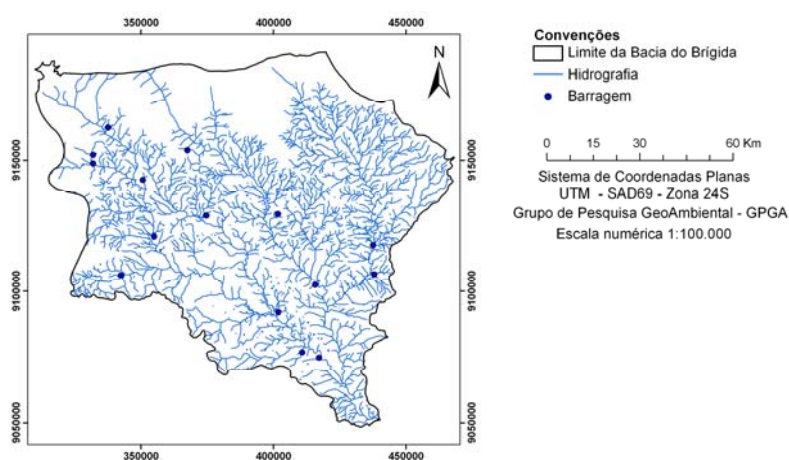 350000 400000 450000
N
9150000 9150000
9100000 9100000
9050000 9050000
350000 400000 450000
Convenções
Limite da Bacia do Brígida
Hidrografia
Barragem
0 15 30 60 Km
Sistema de Coordenadas Planas
UTM - SAD69 - Zona 24S
Grupo de Pesquisa GeoAmbiental - GPGA
Escala numérica 1:100.000